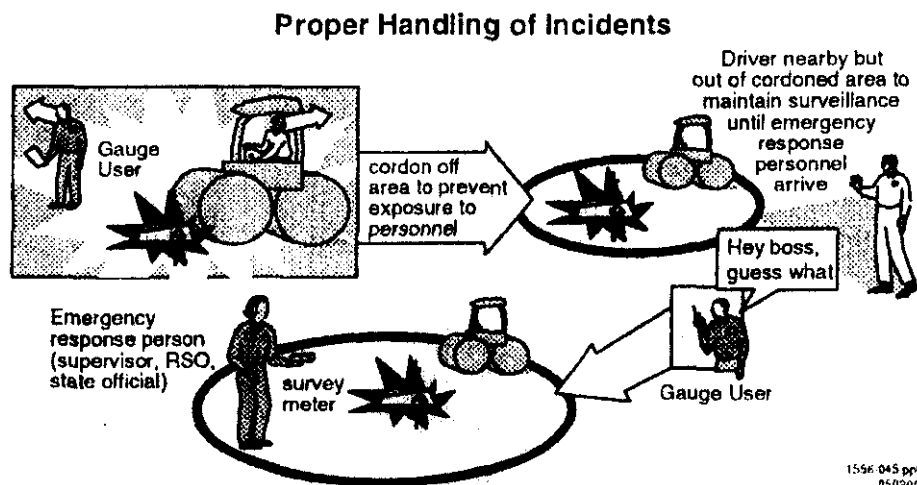 Proper Handling of Incidents
Gauge
User
cordon off
area to prevent
exposure to
personnel
Driver nearby but
out of cordoned area to
maintain surveillance
until emergency
response
personnel
arrive
Hey boss,
guess what
Gauge User
Emergency
response person
(supervisor, RSO,
state official)
survey
meter